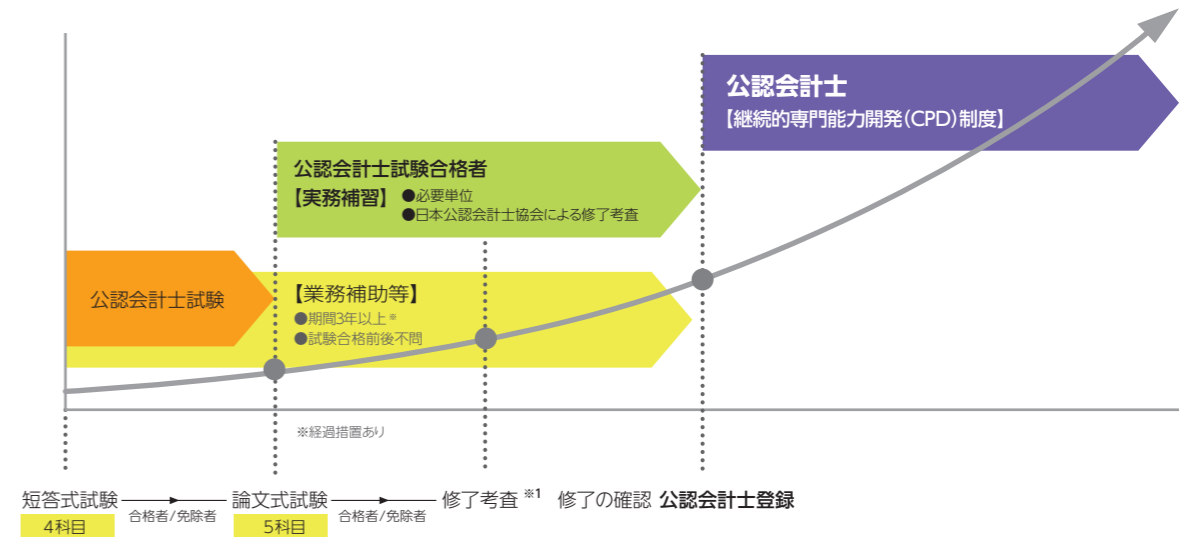 公認会計士
【継続的専門能力開発(CPD)制度】
公認会計士試験合格者
【実務補習】 ●必要単位
●日本公認会計士協会による修了考査
公認会計士試験
【業務補助等】
●期間3年以上※
●試験合格前後不問
※経過措置あり
短答式試験 合格者/免除者 論文式試験 合格者/免除者 修了考査 ※1 修了の確認 公認会計士登録
4科目 5科目